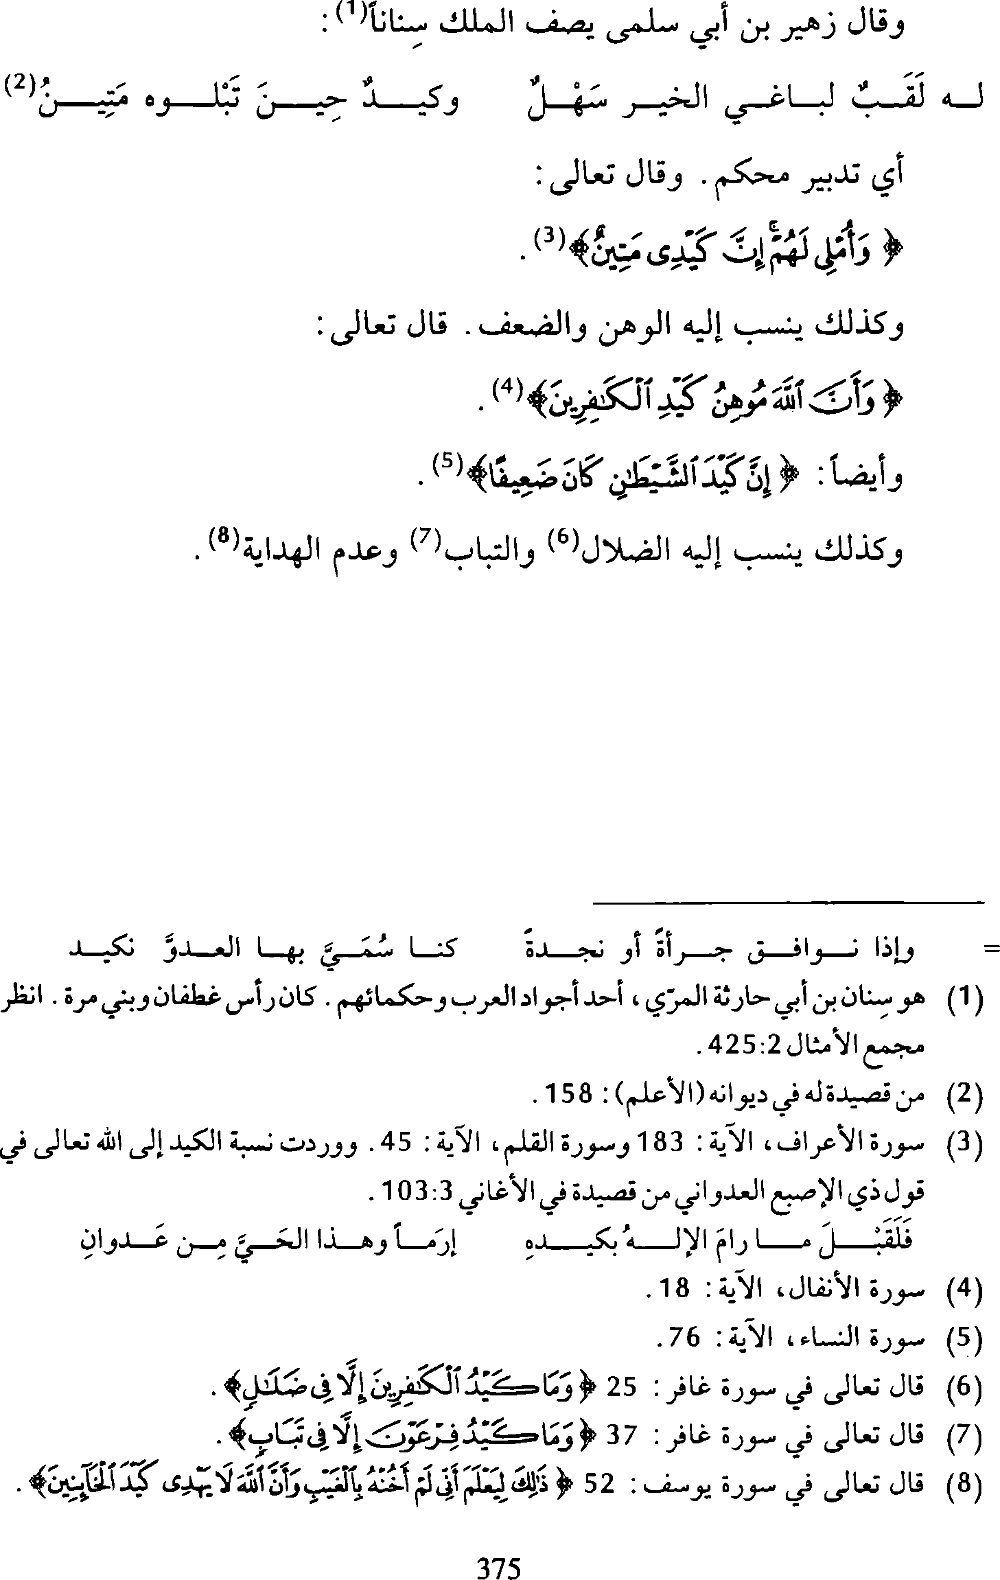 وقال زهير بن أبي سلمى يصف الملك سِناناً(1):
لـه لَقَـبٌ لبـاغـي الخيـر سَهْـلٌ وكيـدٌ حِيـنَ تَبْلـوه مَتِيـنُ(2)
أي تدبير محكم. وقال تعالى:
﴿ وَأُمْلِي لَهُمْ إِنَّ كَيْدِى مَتِينٌ﴾(3).
وكذلك ينسب إليه الوهن والضعف. قال تعالى:
﴿ وَأَنَّ ٱللَّهَ مُوهِنُ كَيْدِ ٱلْكَٰفِرِينَ﴾(4).
وأيضاً: ﴿ إِنَّ كَيْدَ ٱلشَّيْطَٰنِ كَانَ ضَعِيفًا﴾(5).
وكذلك ينسب إليه الضلال(6) والتباب(7) وعدم الهداية(8).
= وإذا نـوافـق جـرأةً أو نجـدةً كنـا سُمَـيَّ بهـا العـدوَّ نكيـد
(1) هو سِنان بن أبي حارثة المرّي، أحد أجواد العرب وحكمائهم. كان رأس غطفان وبني مرة. انظر
مجمع الأمثال 425:2.
(2) من قصيدة له في ديوانه (الأعلم): 158.
(3) سورة الأعراف، الآية: 183 وسورة القلم، الآية: 45. ووردت نسبة الكيد إلى الله تعالى في
قول ذي الإصبع العدواني من قصيدة في الأغاني 103:3.
فَلَقَبْـلَ مـا رامَ الإلـهُ بكيـدهِ إرَمـاً وهـذا الحَـيَّ مِـن عَـدوانِ
(4) سورة الأنفال، الآية: 18.
(5) سورة النساء، الآية: 76.
(6) قال تعالى في سورة غافر: 25 ﴿ وَمَا كَيْدُ ٱلْكَٰفِرِينَ إِلَّا فِى ضَلَٰلٍ﴾.
(7) قال تعالى في سورة غافر: 37 ﴿ وَمَا كَيْدُ فِرْعَوْنَ إِلَّا فِى تَبَابٍ﴾.
(8) قال تعالى في سورة يوسف: 52 ﴿ ذَٰلِكَ لِيَعْلَمَ أَنِّى لَمْ أَخُنْهُ بِٱلْغَيْبِ وَأَنَّ ٱللَّهَ لَا يَهْدِى كَيْدَ ٱلْخَآئِنِينَ﴾.
375